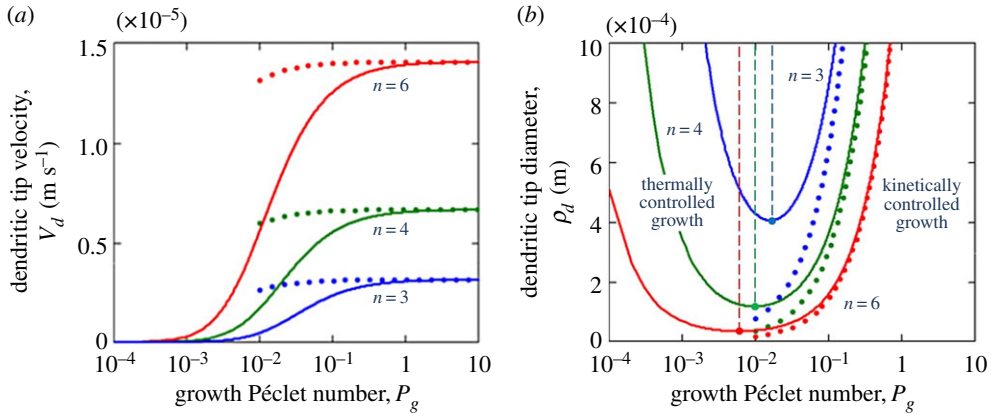 (a)
(×10⁻⁵)
1.5
1.0
0.5
0
10⁻⁴
10⁻³
10⁻²
10⁻¹
1
10
growth Péclet number, P_g
dendritic tip velocity,
V_d (m s⁻¹)
n = 6
n = 4
n = 3
(b)
(×10⁻⁴)
10
8
6
4
2
0
10⁻⁴
10⁻³
10⁻²
10⁻¹
1
10
growth Péclet number, P_g
dendritic tip diameter,
ρ_d (m)
n = 3
n = 4
thermally
controlled
growth
kinetically
controlled
growth
n = 6